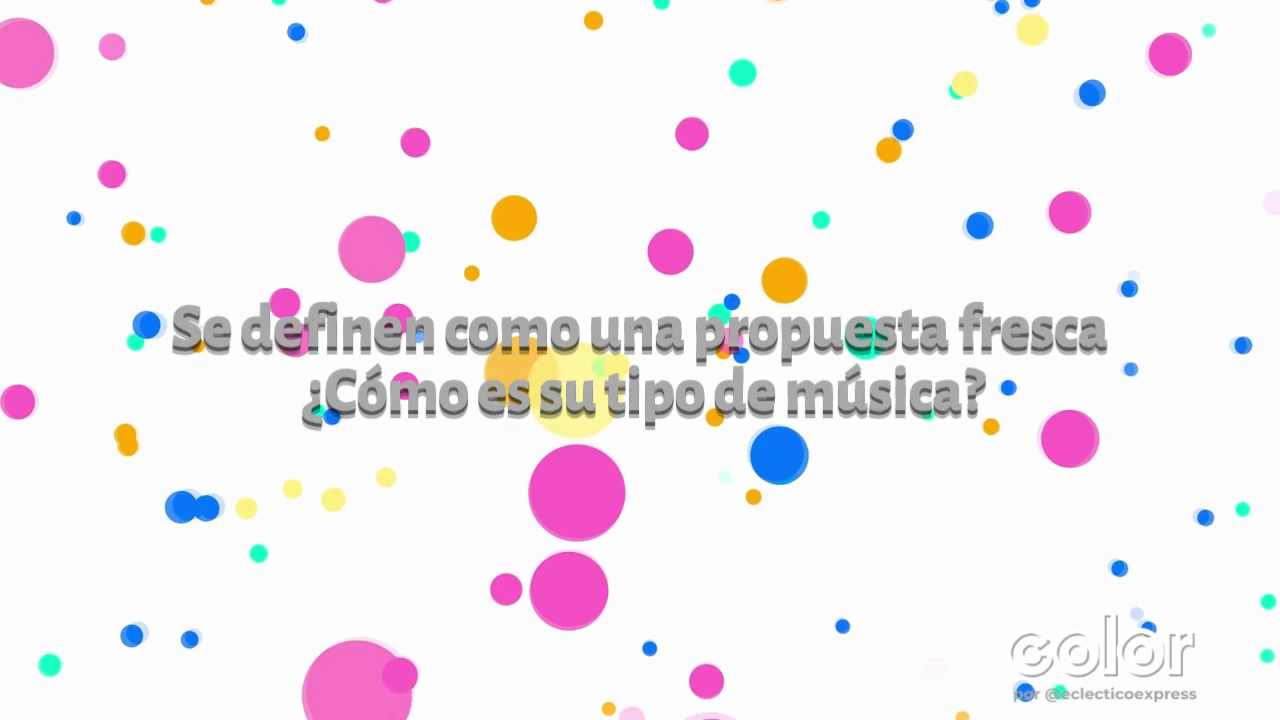 Se definen como una propuesta fresca
¿Cómo es su tipo de música?
color
por @eclecticoexpress